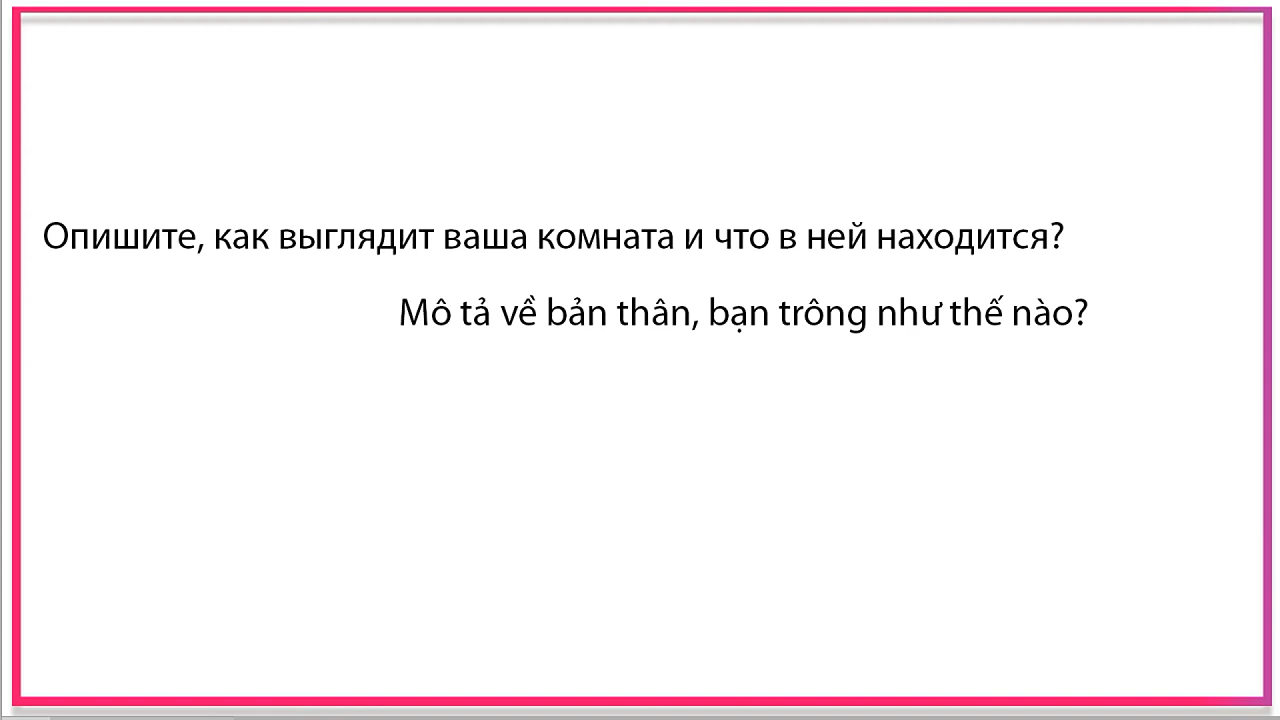 Опишите, как выглядит ваша комната и что в ней находится?
Mô tả về bản thân, bạn trông như thế nào?